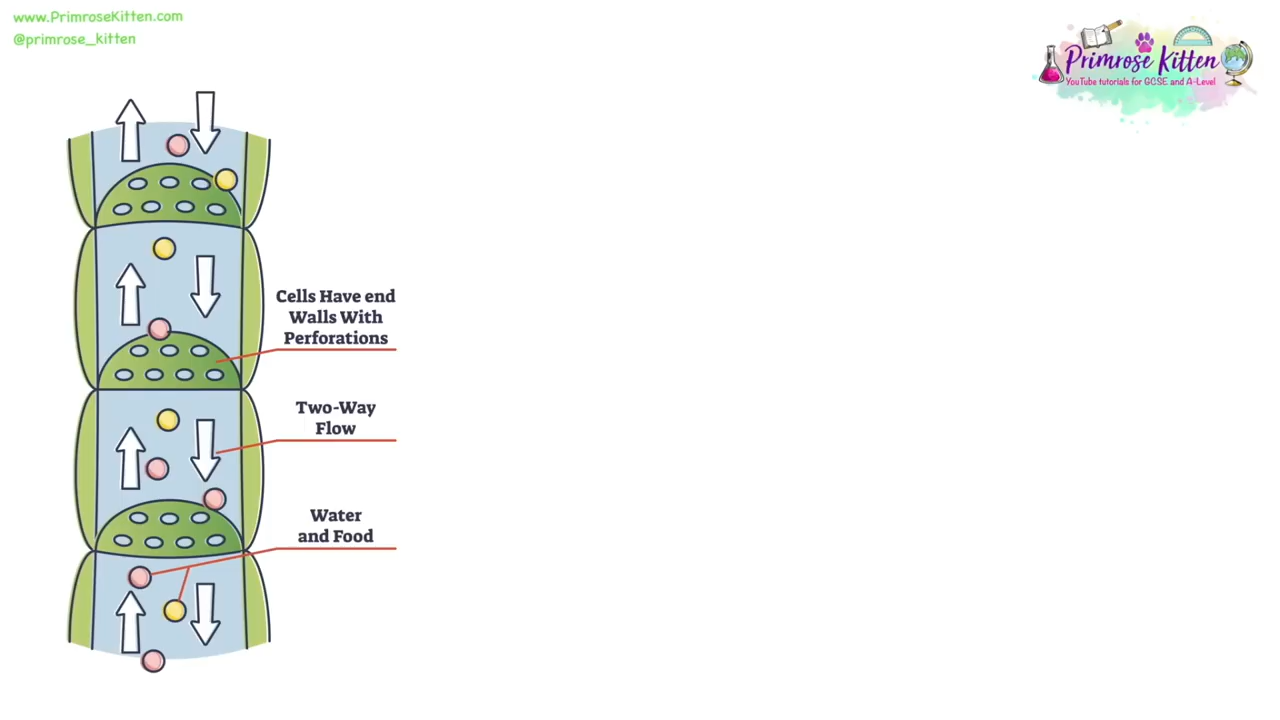 www.PrimroseKitten.com
@primrose_kitten
Primrose Kitten
YouTube tutorials for GCSE and A-Level
Cells Have end
Walls With
Perforations
Two-Way
Flow
Water
and Food